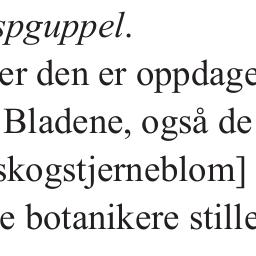 spguppel.
er den er oppdage
Bladene, også de
skogstjerneblom]
e botanikere stille